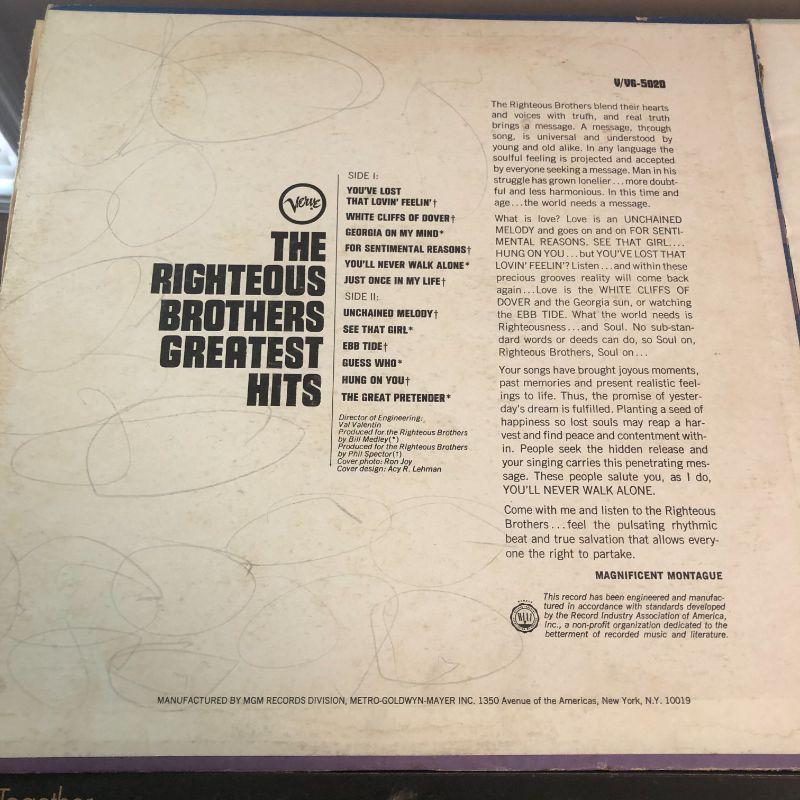 V/V6-5020
Verve
THE
RIGHTEOUS
BROTHERS
GREATEST
HITS
SIDE I:
YOU'VE LOST
THAT LOVIN' FEELIN'†
WHITE CLIFFS OF DOVER†
GEORGIA ON MY MIND*
FOR SENTIMENTAL REASONS†
YOU'LL NEVER WALK ALONE*
JUST ONCE IN MY LIFE†
SIDE II:
UNCHAINED MELODY†
SEE THAT GIRL*
EBB TIDE†
GUESS WHO*
HUNG ON YOU†
THE GREAT PRETENDER*
Director of Engineering:
Val Valentin
Produced for the Righteous Brothers
by Bill Medley(*)
Produced for the Righteous Brothers
by Phil Spector(†)
Cover photo: Ron Joy
Cover design: Acy R. Lehman
The Righteous Brothers blend their hearts
and voices with truth, and real truth
brings a message. A message, through
song, is universal and understood by
young and old alike. In any language the
soulful feeling is projected and accepted
by everyone seeking a message. Man in his
struggle has grown lonelier...more doubt-
ful and less harmonious. In this time and
age...the world needs a message.
What is love? Love is an UNCHAINED
MELODY and goes on and on FOR SENTI-
MENTAL REASONS. SEE THAT GIRL....
HUNG ON YOU...but YOU'VE LOST THAT
LOVIN' FEELIN'? Listen...and within these
precious grooves reality will come back
again...Love is the WHITE CLIFFS OF
DOVER and the Georgia sun, or watching
the EBB TIDE. What the world needs is
Righteousness...and Soul. No sub-stan-
dard words or deeds can do, so Soul on,
Righteous Brothers, Soul on...
Your songs have brought joyous moments,
past memories and present realistic feel-
ings to life. Thus, the promise of yester-
day's dream is fulfilled. Planting a seed of
happiness so lost souls may reap a har-
vest and find peace and contentment with-
in. People seek the hidden release and
your singing carries this penetrating mes-
sage. These people salute you, as I do,
YOU'LL NEVER WALK ALONE.
Come with me and listen to the Righteous
Brothers...feel the pulsating rhythmic
beat and true salvation that allows every-
one the right to partake.
MAGNIFICENT MONTAGUE
This record has been engineered and manufac-
tured in accordance with standards developed
by the Record Industry Association of America,
Inc., a non-profit organization dedicated to the
betterment of recorded music and literature.
RIAA
MANUFACTURED BY MGM RECORDS DIVISION, METRO-GOLDWYN-MAYER INC. 1350 Avenue of the Americas, New York, N.Y. 10019
Together